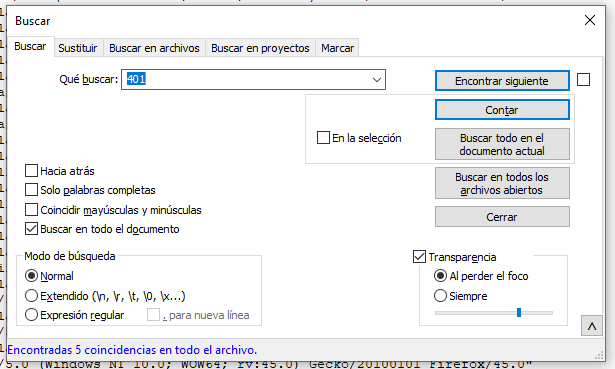 Buscar
Buscar Sustituir Buscar en archivos Buscar en proyectos Marcar
Qué buscar: 401
Encontrar siguiente
Contar
En la selección
Buscar todo en el documento actual
Buscar en todos los archivos abiertos
Cerrar
Hacia atrás
Solo palabras completas
Coincidir mayúsculas y minúsculas
Buscar en todo el documento
Modo de búsqueda
Normal
Extendido (\n, \r, \t, \0, \x...)
Expresión regular
. para nueva línea
Transparencia
Al perder el foco
Siempre
Encontradas 5 coincidencias en todo el archivo.
/5.0 (Windows NT 10.0; WOW64; rv:45.0) Gecko/20100101 Firefox/45.0"